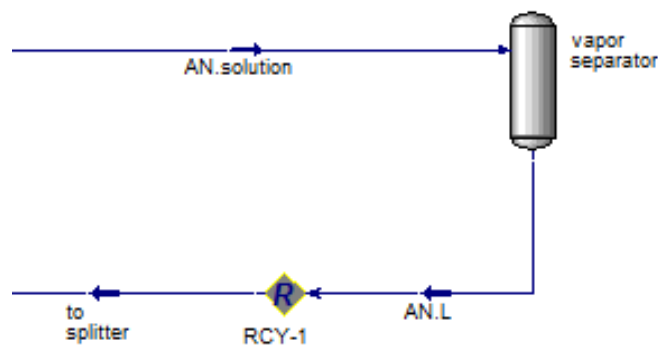 vapor
separator
AN.solution
R
to
splitter
RCY-1
AN.L